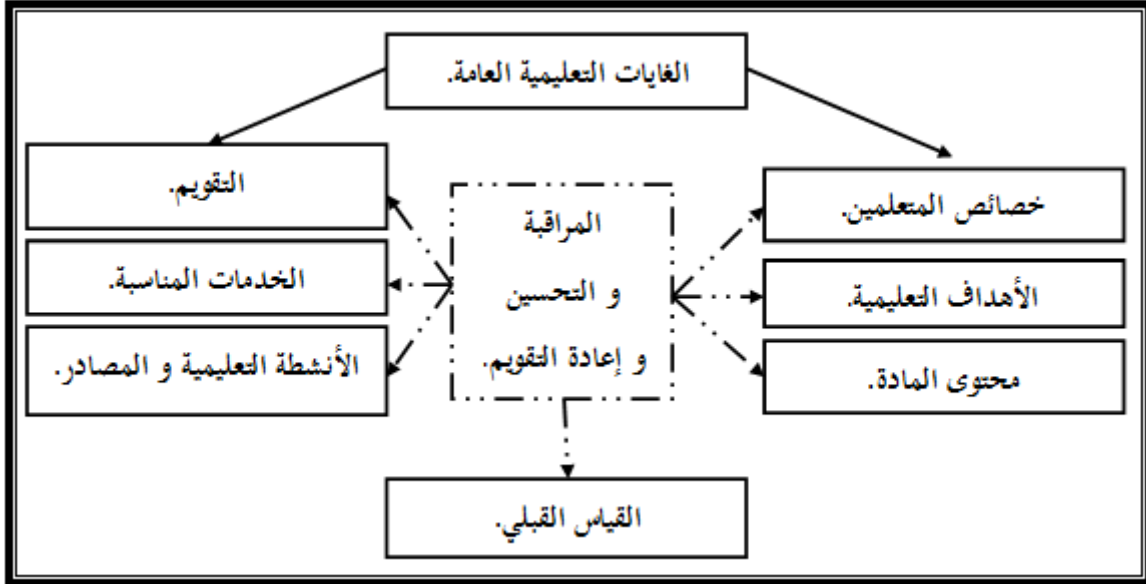 الغايات التعليمية العامة.
خصائص المتعلمين.
الأهداف التعليمية.
محتوى المادة.
المراقبة
و التحسين
و إعادة التقويم.
التقويم.
الخدمات المناسبة.
الأنشطة التعليمية و المصادر.
القياس القبلي.